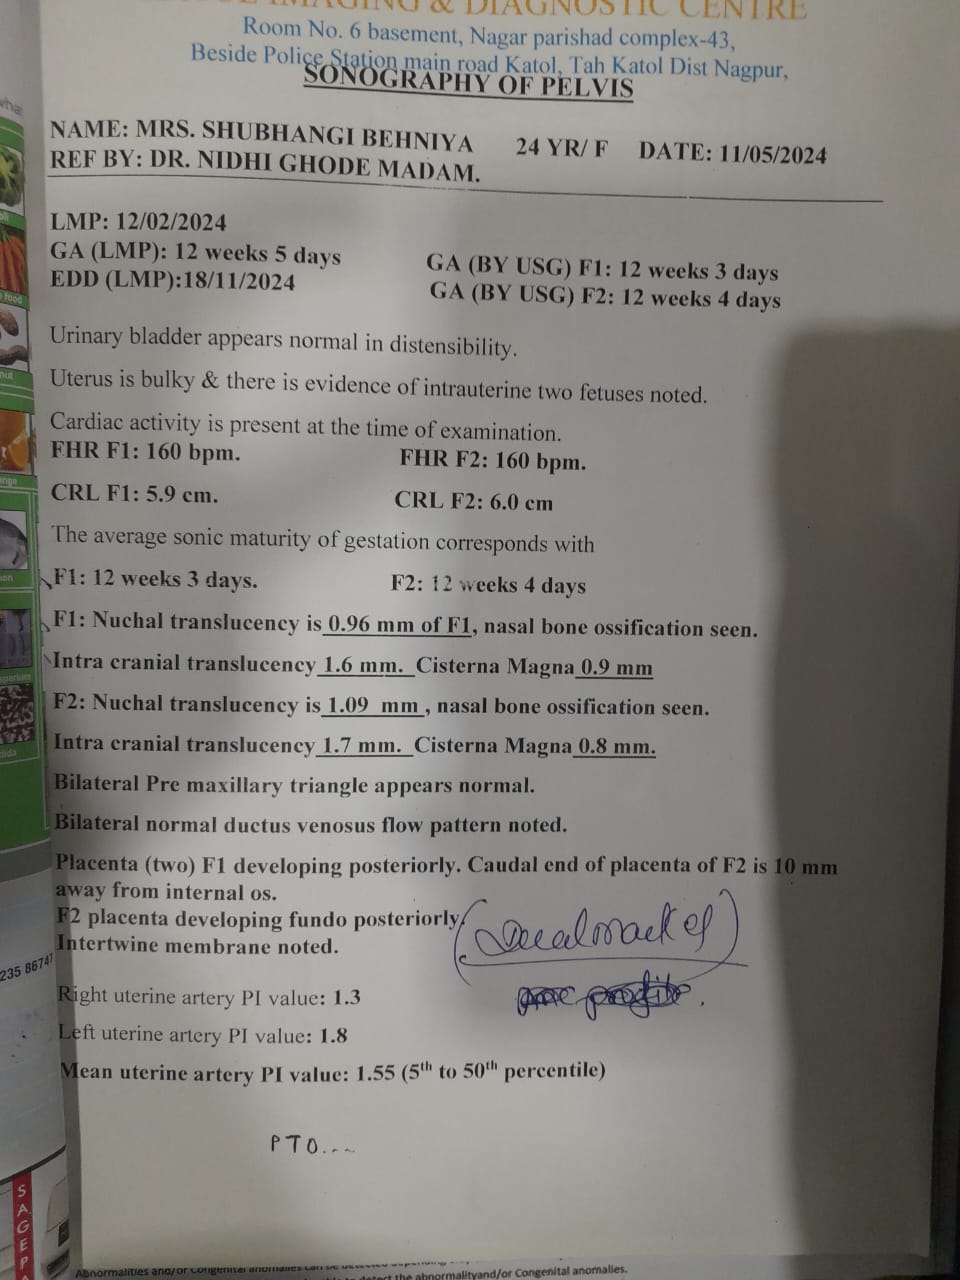 IMAGING & DIAGNOSTIC CENTRE
Room No. 6 basement, Nagar parishad complex-43,
Beside Police Station main road Katol, Tah Katol Dist Nagpur,
SONOGRAPHY OF PELVIS
NAME: MRS. SHUBHANGI BEHNIYA 24 YR/ F DATE: 11/05/2024
REF BY: DR. NIDHI GHODE MADAM.
LMP: 12/02/2024
GA (LMP): 12 weeks 5 days GA (BY USG) F1: 12 weeks 3 days
EDD (LMP):18/11/2024 GA (BY USG) F2: 12 weeks 4 days
Urinary bladder appears normal in distensibility.
Uterus is bulky & there is evidence of intrauterine two fetuses noted.
Cardiac activity is present at the time of examination.
FHR F1: 160 bpm. FHR F2: 160 bpm.
CRL F1: 5.9 cm. CRL F2: 6.0 cm
The average sonic maturity of gestation corresponds with
F1: 12 weeks 3 days. F2: 12 weeks 4 days
F1: Nuchal translucency is 0.96 mm of F1, nasal bone ossification seen.
Intra cranial translucency 1.6 mm. Cisterna Magna 0.9 mm
F2: Nuchal translucency is 1.09 mm , nasal bone ossification seen.
Intra cranial translucency 1.7 mm. Cisterna Magna 0.8 mm.
Bilateral Pre maxillary triangle appears normal.
Bilateral normal ductus venosus flow pattern noted.
Placenta (two) F1 developing posteriorly. Caudal end of placenta of F2 is 10 mm
away from internal os.
F2 placenta developing fundo posteriorly.
Intertwine membrane noted.
Right uterine artery PI value: 1.3
Left uterine artery PI value: 1.8
Mean uterine artery PI value: 1.55 (5th to 50th percentile)
PTO...
235 8674
SAGEPA
the abnormalityand/or Congenital anomalies.